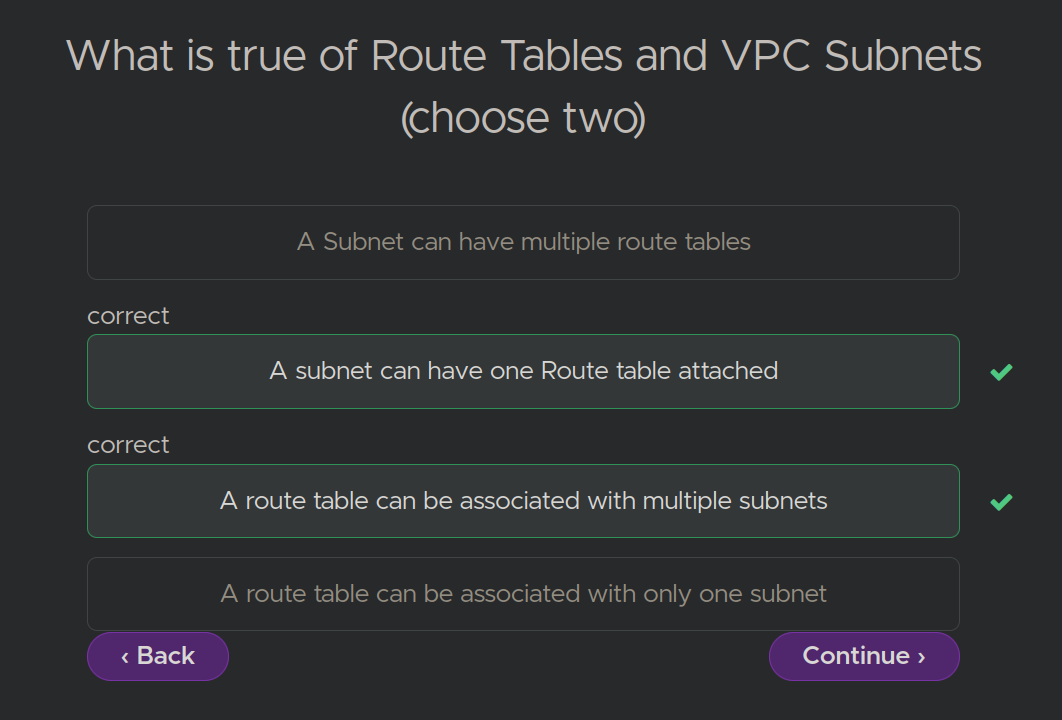 What is true of Route Tables and VPC Subnets
(choose two)
A Subnet can have multiple route tables
correct
A subnet can have one Route table attached
correct
A route table can be associated with multiple subnets
A route table can be associated with only one subnet
‹ Back
Continue ›